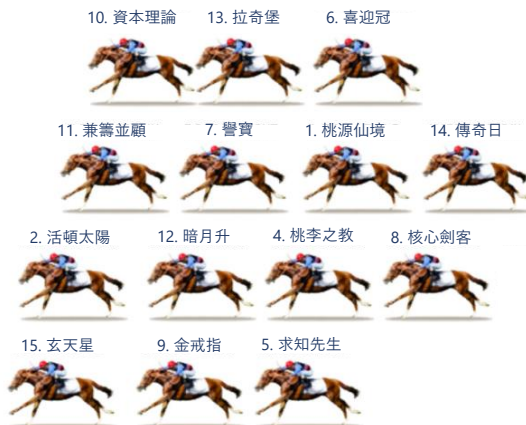 10. 資本理論 13. 拉奇堡 6. 喜迎冠
11. 兼籌並顧 7. 譽寶 1. 桃源仙境 14. 傳奇日
2. 活頓太陽 12. 暗月升 4. 桃李之教 8. 核心劍客
15. 玄天星 9. 金戒指 5. 求知先生